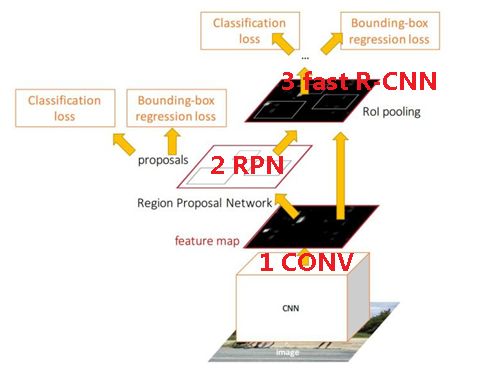 Classification
loss
Bounding-box
regression loss
...
3 fast R-CNN
RoI pooling
Classification
loss
Bounding-box
regression loss
proposals
2 RPN
Region Proposal Network
feature map
1 CONV
CNN
image